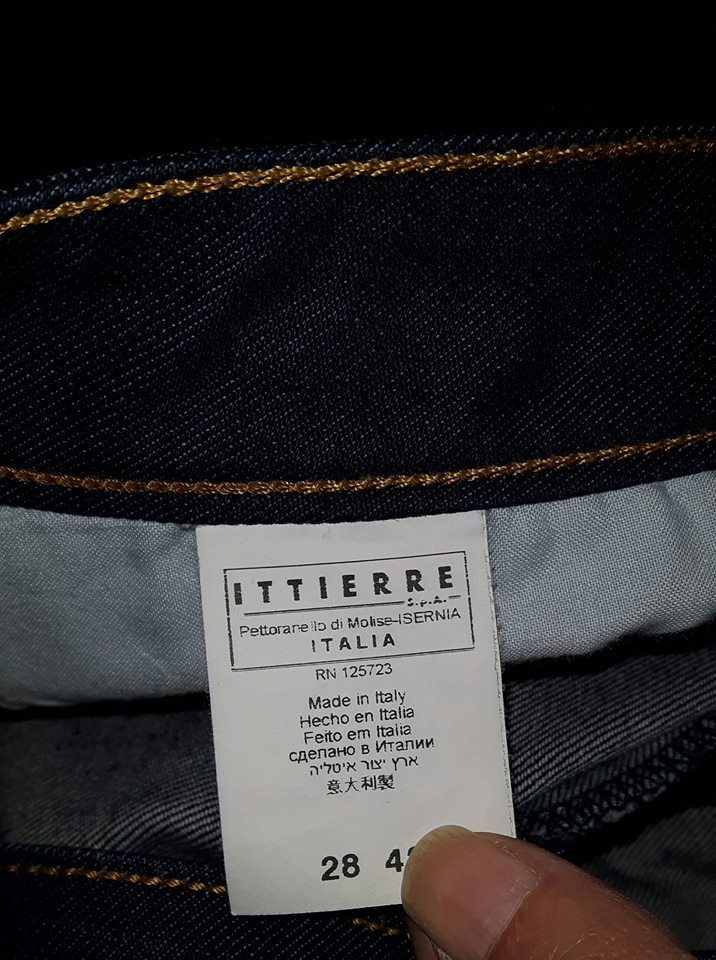 ITTIERRE
S.p.A.
Pettoranello di Molise-ISERNIA
ITALIA
RN 125723
Made in Italy
Hecho en Italia
Feito em Italia
сделано в Италии
ארץ יצור איטליה
意大利製
28